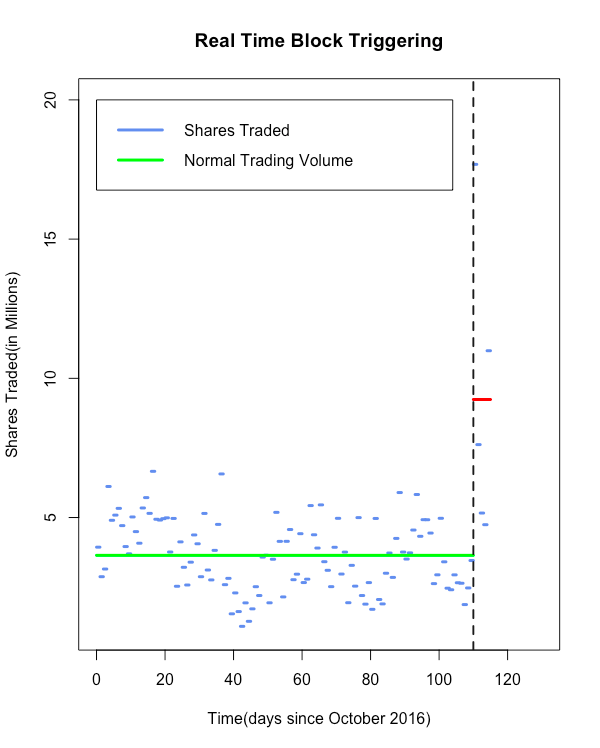 Real Time Block Triggering
Shares Traded
Normal Trading Volume
Shares Traded(in Millions)
20
15
10
5
0 20 40 60 80 100 120
Time(days since October 2016)